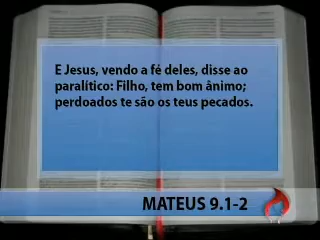 E Jesus, vendo a fé deles, disse ao
paralítico: Filho, tem bom ânimo;
perdoados te são os teus pecados.
MATEUS 9.1-2